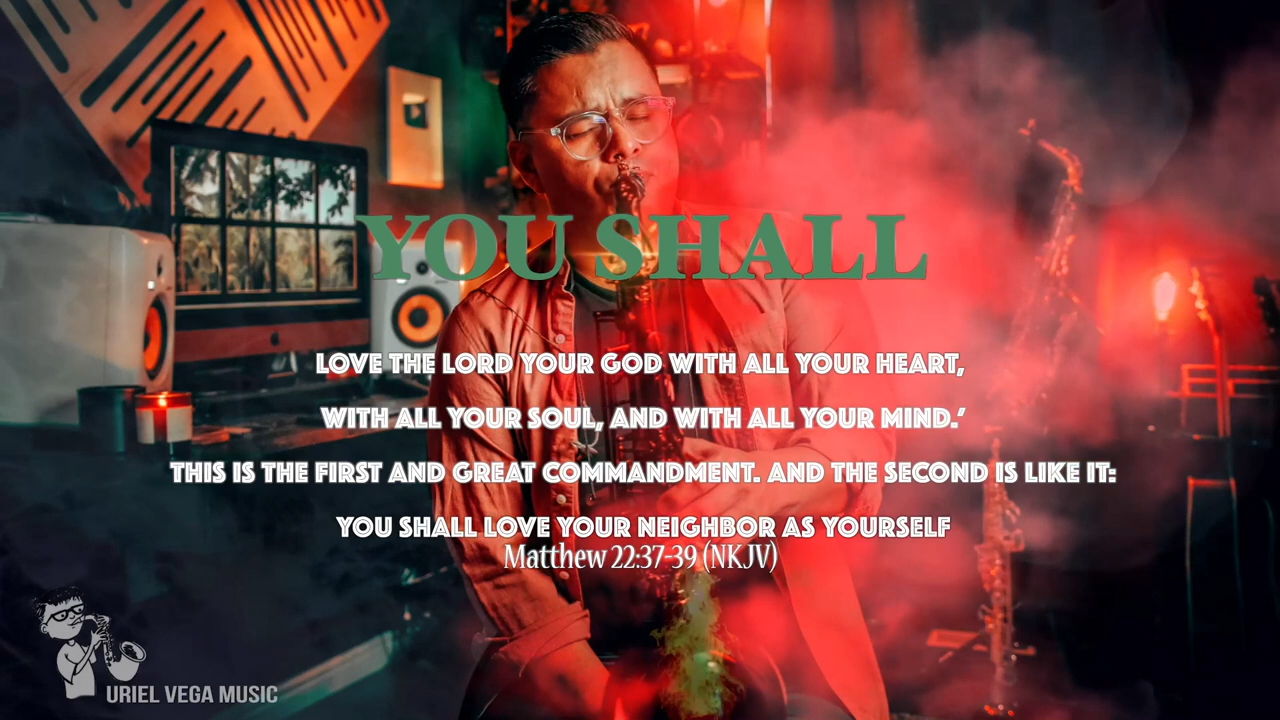 YOU SHALL
LOVE THE LORD YOUR GOD WITH ALL YOUR HEART,
WITH ALL YOUR SOUL, AND WITH ALL YOUR MIND.’
THIS IS THE FIRST AND GREAT COMMANDMENT. AND THE SECOND IS LIKE IT:
YOU SHALL LOVE YOUR NEIGHBOR AS YOURSELF
Matthew 22:37-39 (NKJV)
URIEL VEGA MUSIC